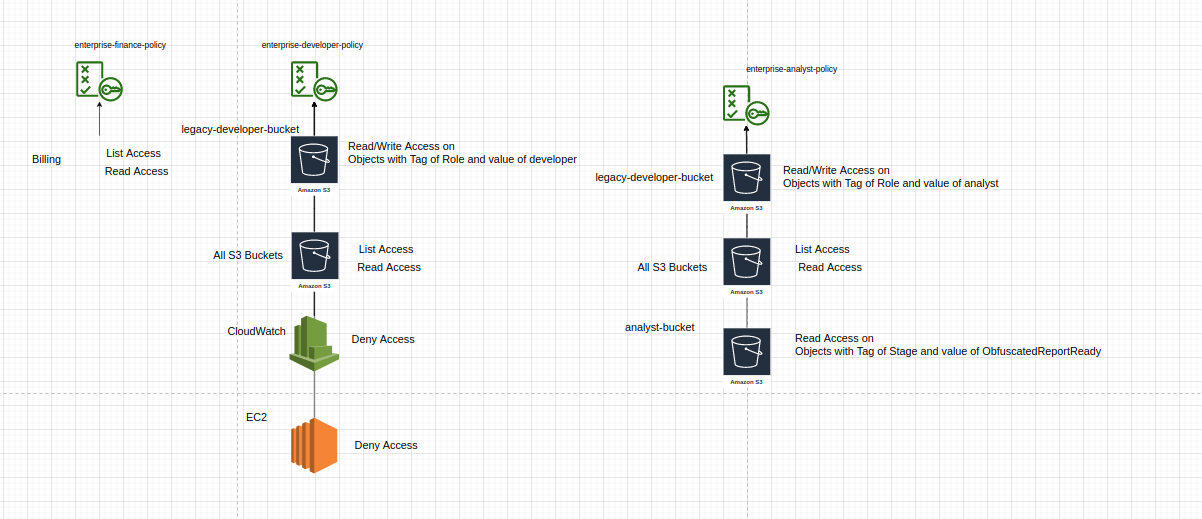 enterprise-finance-policy
Billing
List Access
Read Access
enterprise-developer-policy
legacy-developer-bucket
Read/Write Access on
Objects with Tag of Role and value of developer
Amazon S3
All S3 Buckets
List Access
Read Access
Amazon S3
CloudWatch
Deny Access
EC2
Deny Access
enterprise-analyst-policy
legacy-developer-bucket
Read/Write Access on
Objects with Tag of Role and value of analyst
Amazon S3
All S3 Buckets
List Access
Read Access
Amazon S3
analyst-bucket
Read Access on
Objects with Tag of Stage and value of ObfuscatedReportReady
Amazon S3